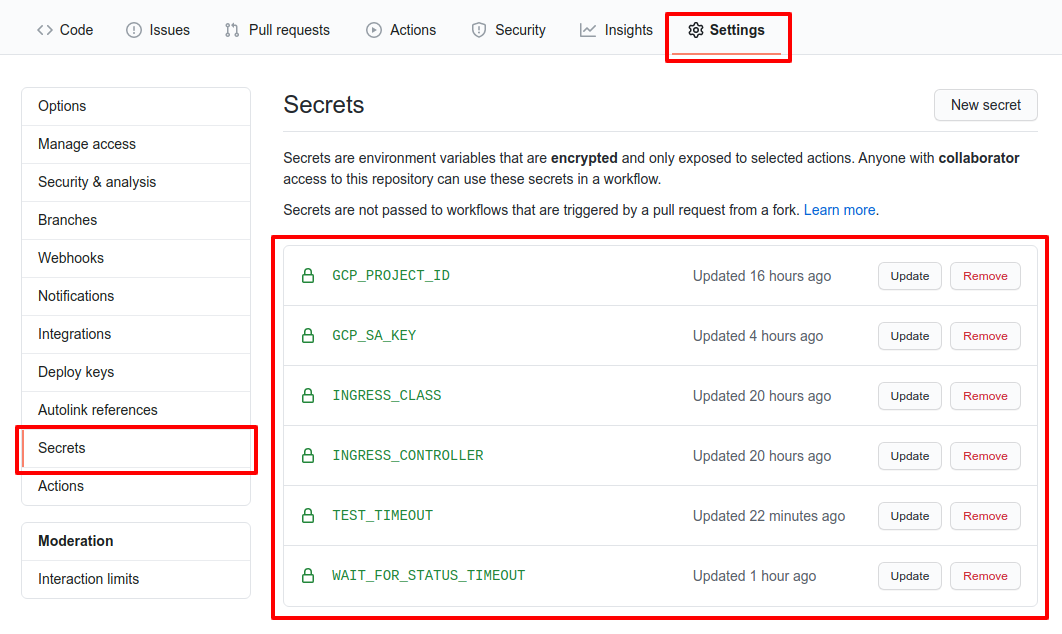 Code Issues Pull requests Actions Security Insights Settings
Options
Manage access
Security & analysis
Branches
Webhooks
Notifications
Integrations
Deploy keys
Autolink references
Secrets
Actions
Moderation
Interaction limits
Secrets New secret
Secrets are environment variables that are encrypted and only exposed to selected actions. Anyone with collaborator
access to this repository can use these secrets in a workflow.
Secrets are not passed to workflows that are triggered by a pull request from a fork. Learn more.
GCP_PROJECT_ID Updated 16 hours ago Update Remove
GCP_SA_KEY Updated 4 hours ago Update Remove
INGRESS_CLASS Updated 20 hours ago Update Remove
INGRESS_CONTROLLER Updated 20 hours ago Update Remove
TEST_TIMEOUT Updated 22 minutes ago Update Remove
WAIT_FOR_STATUS_TIMEOUT Updated 1 hour ago Update Remove